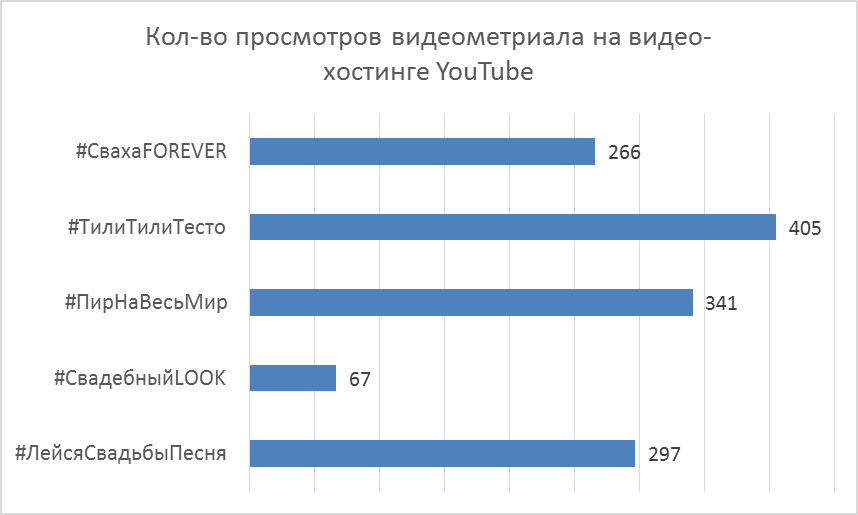 Кол-во просмотров видеометриала на видео-
хостинге YouTube
#СвахаFOREVER 266
#ТилиТилиТесто 405
#ПирНаВесьМир 341
#СвадебныйLOOK 67
#ЛейсяСвадьбыПесня 297